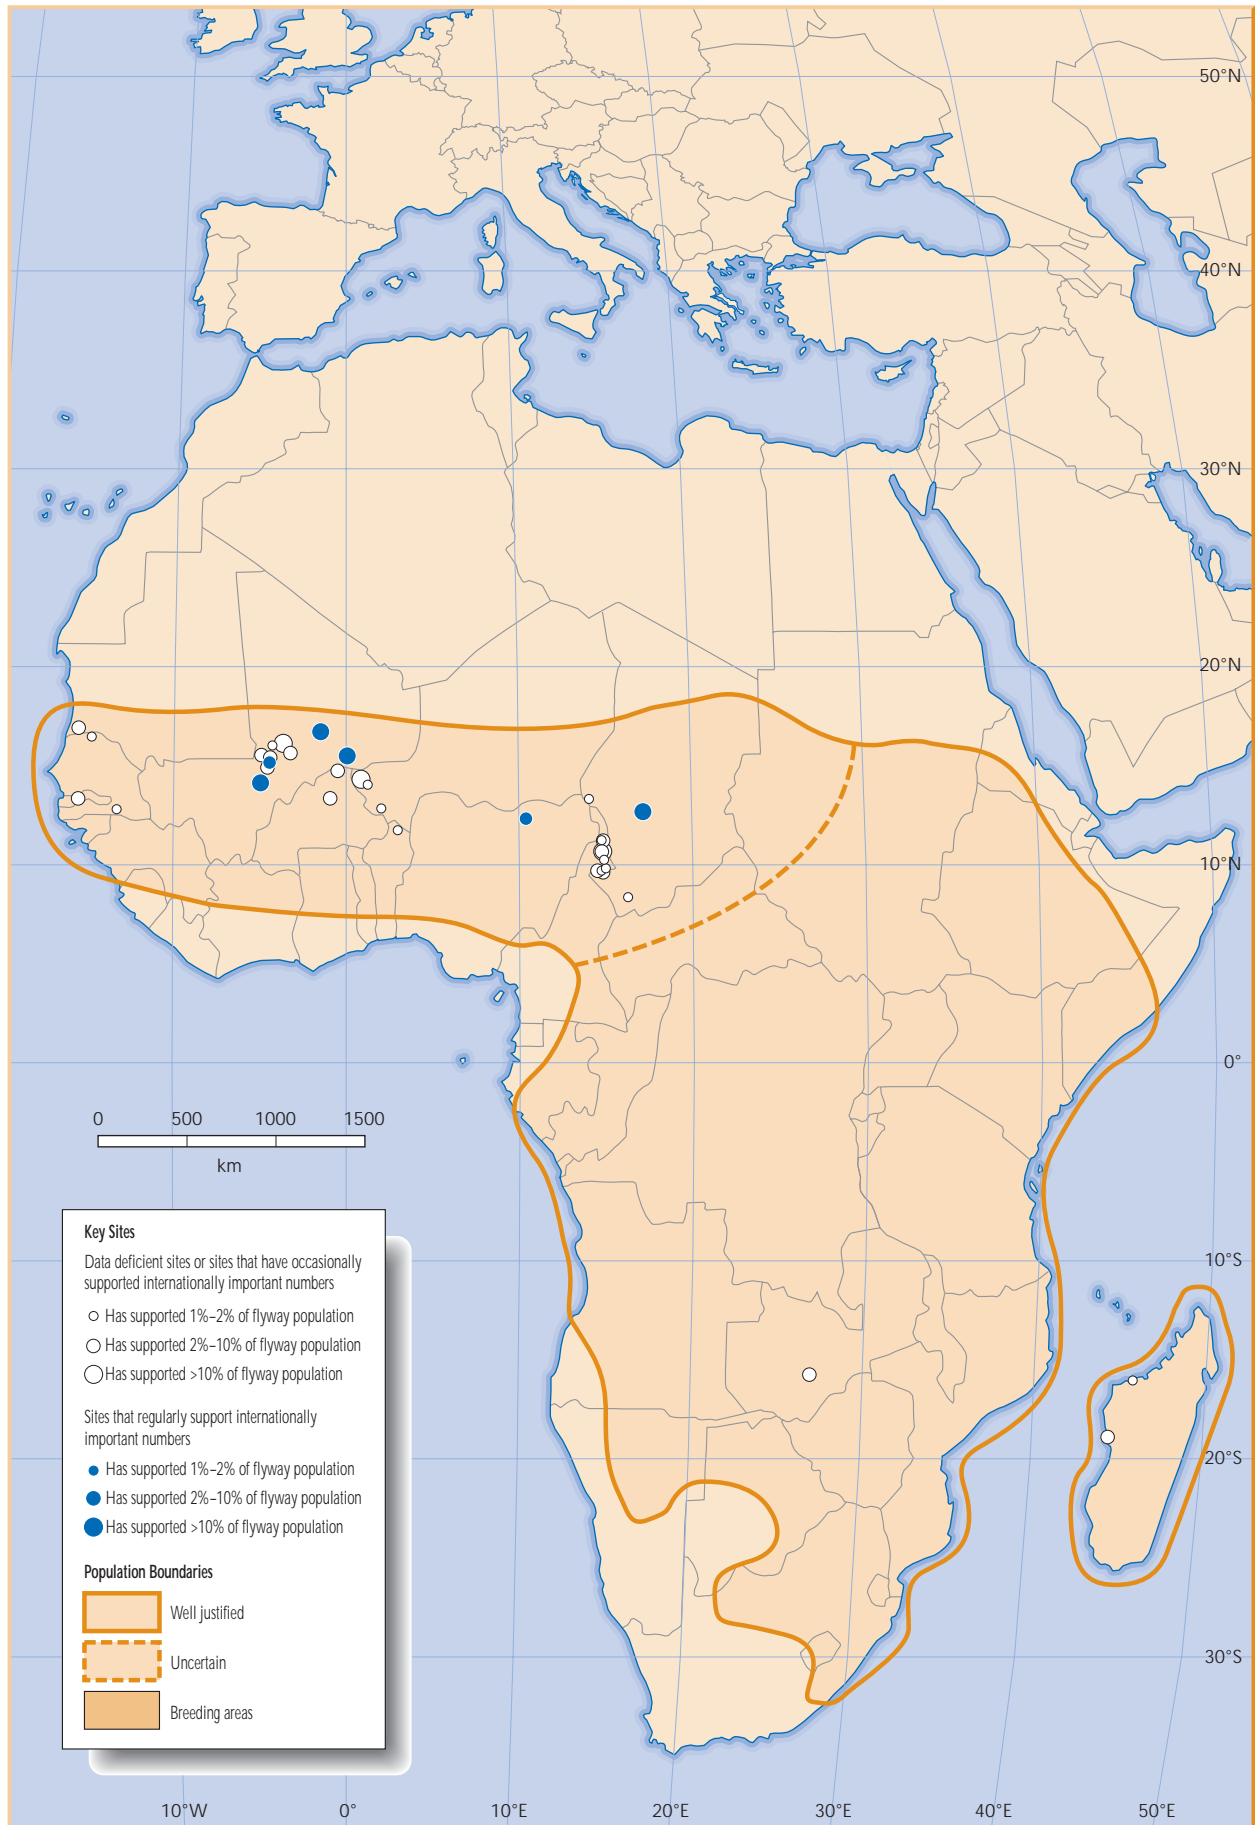 50°N
40°N
30°N
20°N
10°N
0°
10°S
20°S
30°S
0 500 1000 1500
km
Key Sites
Data deficient sites or sites that have occasionally
supported internationally important numbers
Has supported 1%–2% of flyway population
Has supported 2%–10% of flyway population
Has supported >10% of flyway population
Sites that regularly support internationally
important numbers
Has supported 1%–2% of flyway population
Has supported 2%–10% of flyway population
Has supported >10% of flyway population
Population Boundaries
Well justified
Uncertain
Breeding areas
10°W 0° 10°E 20°E 30°E 40°E 50°E